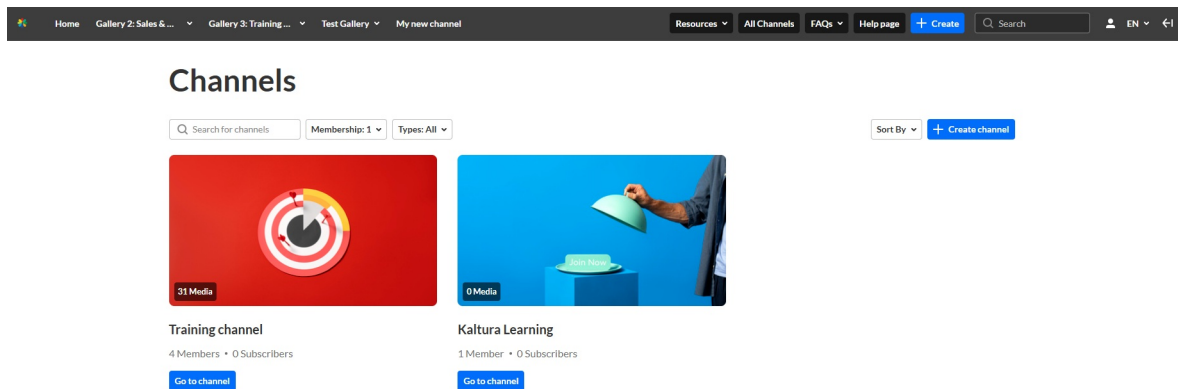 Home Gallery 2: Sales & ... Gallery 3: Training ... Test Gallery My new channel Resources All Channels FAQs Help page + Create Search EN
Channels
Search for channels Membership: 1 Types: All Sort By + Create channel
Join Now
31 Media 0 Media
Training channel Kaltura Learning
4 Members • 0 Subscribers 1 Member • 0 Subscribers
Go to channel Go to channel